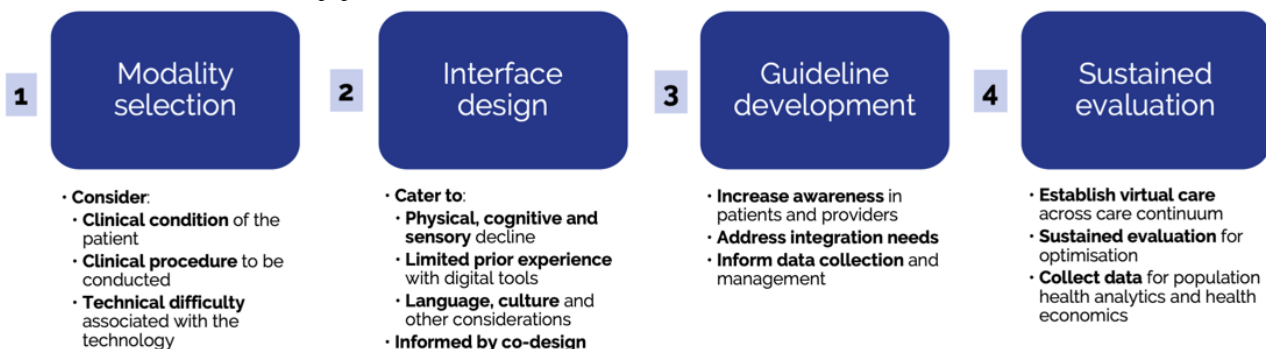 1
Modality
selection
• Consider:
• Clinical condition of the
patient
• Clinical procedure to be
conducted
• Technical difficulty
associated with the
technology
2
Interface
design
• Cater to:
• Physical, cognitive and
sensory decline
• Limited prior experience
with digital tools
• Language, culture and
other considerations
• Informed by co-design
3
Guideline
development
• Increase awareness in
patients and providers
• Address integration needs
• Inform data collection and
management
4
Sustained
evaluation
• Establish virtual care
across care continuum
• Sustained evaluation for
optimisation
• Collect data for population
health analytics and health
economics